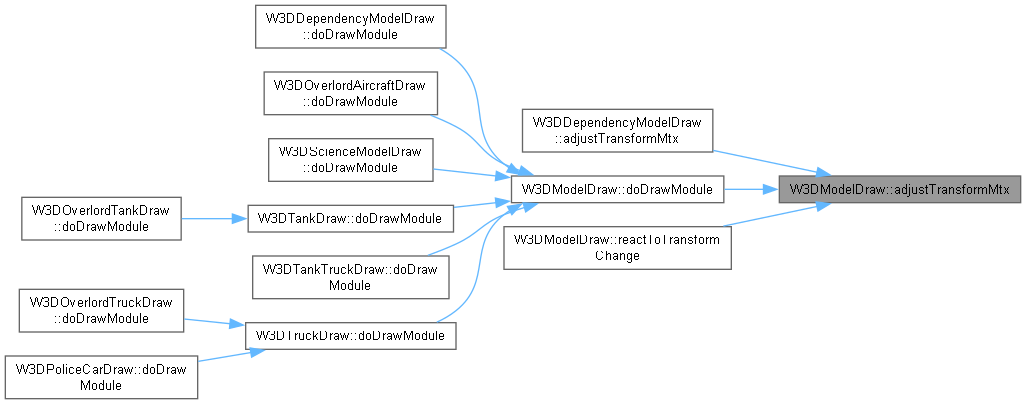 W3DDependencyModelDraw
::doDrawModule
W3DOverlordAircraftDraw
::doDrawModule
W3DDependencyModelDraw
::adjustTransformMtx
W3DScienceModelDraw
::doDrawModule
W3DModelDraw::doDrawModule
W3DModelDraw::adjustTransformMtx
W3DOverlordTankDraw
::doDrawModule
W3DTankDraw::doDrawModule
W3DModelDraw::reactToTransform
Change
W3DTankTruckDraw::doDraw
Module
W3DOverlordTruckDraw
::doDrawModule
W3DTruckDraw::doDrawModule
W3DPoliceCarDraw::doDraw
Module